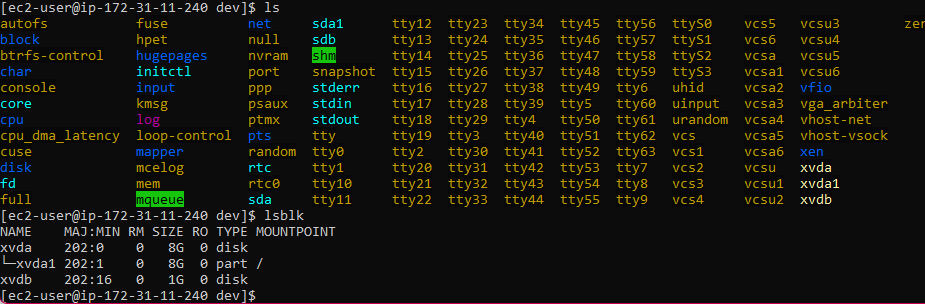 [ec2-user@ip-172-31-11-240 dev]$ ls
autofs fuse net sda1 tty12 tty23 tty34 tty45 tty56 ttyS0 vcs5 vcsu3 zer
block hpet null sdb tty13 tty24 tty35 tty46 tty57 ttyS1 vcs6 vcsu4
btrfs-control hugepages nvram shm tty14 tty25 tty36 tty47 tty58 ttyS2 vcsa vcsu5
char initctl port snapshot tty15 tty26 tty37 tty48 tty59 ttyS3 vcsa1 vcsu6
console input ppp stderr tty16 tty27 tty38 tty49 tty6 uhid vcsa2 vfio
core kmsg psaux stdin tty17 tty28 tty39 tty5 tty60 uinput vcsa3 vga_arbiter
cpu log ptmx stdout tty18 tty29 tty4 tty50 tty61 urandom vcsa4 vhost-net
cpu_dma_latency loop-control pts tty tty19 tty3 tty40 tty51 tty62 vcs vcsa5 vhost-vsock
cuse mapper random tty0 tty2 tty30 tty41 tty52 tty63 vcs1 vcsa6 xen
disk mcelog rtc tty1 tty20 tty31 tty42 tty53 tty7 vcs2 vcsu xvda
fd mem rtc0 tty10 tty21 tty32 tty43 tty54 tty8 vcs3 vcsu1 xvda1
full mqueue sda tty11 tty22 tty33 tty44 tty55 tty9 vcs4 vcsu2 xvdb
[ec2-user@ip-172-31-11-240 dev]$ lsblk
NAME MAJ:MIN RM SIZE RO TYPE MOUNTPOINT
xvda 202:0 0 8G 0 disk
└─xvda1 202:1 0 8G 0 part /
xvdb 202:16 0 1G 0 disk
[ec2-user@ip-172-31-11-240 dev]$